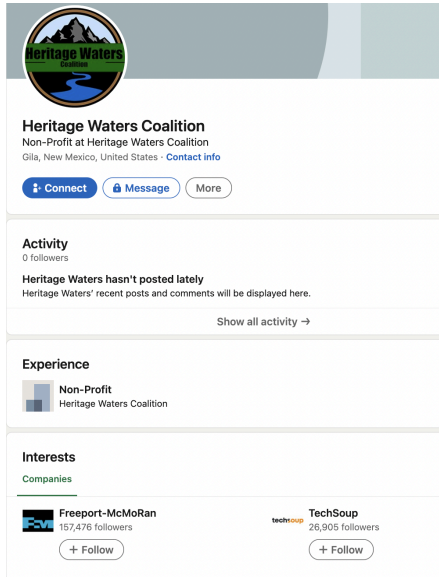 Heritage Waters
Coalition
Heritage Waters Coalition
Non-Profit at Heritage Waters Coalition
Gila, New Mexico, United States · Contact info
Connect Message More
Activity
0 followers
Heritage Waters hasn't posted lately
Heritage Waters' recent posts and comments will be displayed here.
Show all activity →
Experience
Non-Profit
Heritage Waters Coalition
Interests
Companies
Freeport-McMoRan
157,476 followers
+ Follow
techsoup
TechSoup
26,905 followers
+ Follow